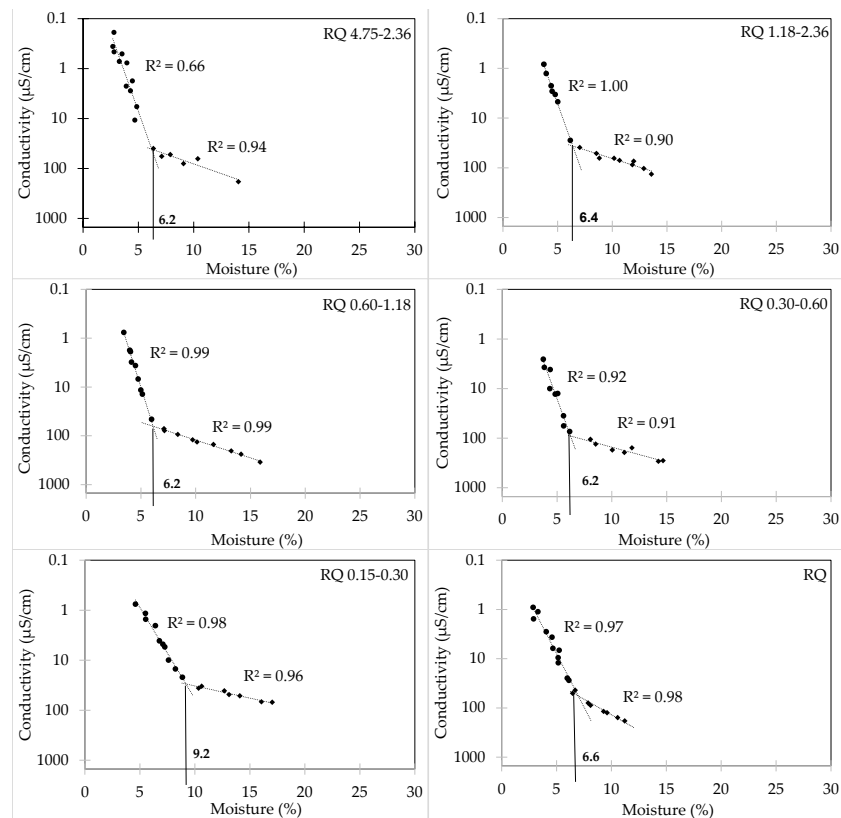 0.1
RQ 4.75-2.36
1
R² = 0.66
10
R² = 0.94
100
1000
6.2
0 5 10 15 20 25 30
Moisture (%)
Conductivity (µS/cm)
0.1
RQ 1.18-2.36
1
R² = 1.00
10
R² = 0.90
100
1000
6.4
0 5 10 15 20 25 30
Moisture (%)
Conductivity (µS/cm)
0.1
RQ 0.60-1.18
1
R² = 0.99
10
R² = 0.99
100
1000
6.2
0 5 10 15 20 25 30
Moisture (%)
Conductivity (µS/cm)
0.1
RQ 0.30-0.60
1
R² = 0.92
10
R² = 0.91
100
1000
6.2
0 5 10 15 20 25 30
Moisture (%)
Conductivity (µS/cm)
0.1
RQ 0.15-0.30
1
R² = 0.98
10
R² = 0.96
100
1000
9.2
0 5 10 15 20 25 30
Moisture (%)
Conductivity (µS/cm)
0.1
RQ
1
R² = 0.97
10
R² = 0.98
100
1000
6.6
0 5 10 15 20 25 30
Moisture (%)
Conductivity (µS/cm)